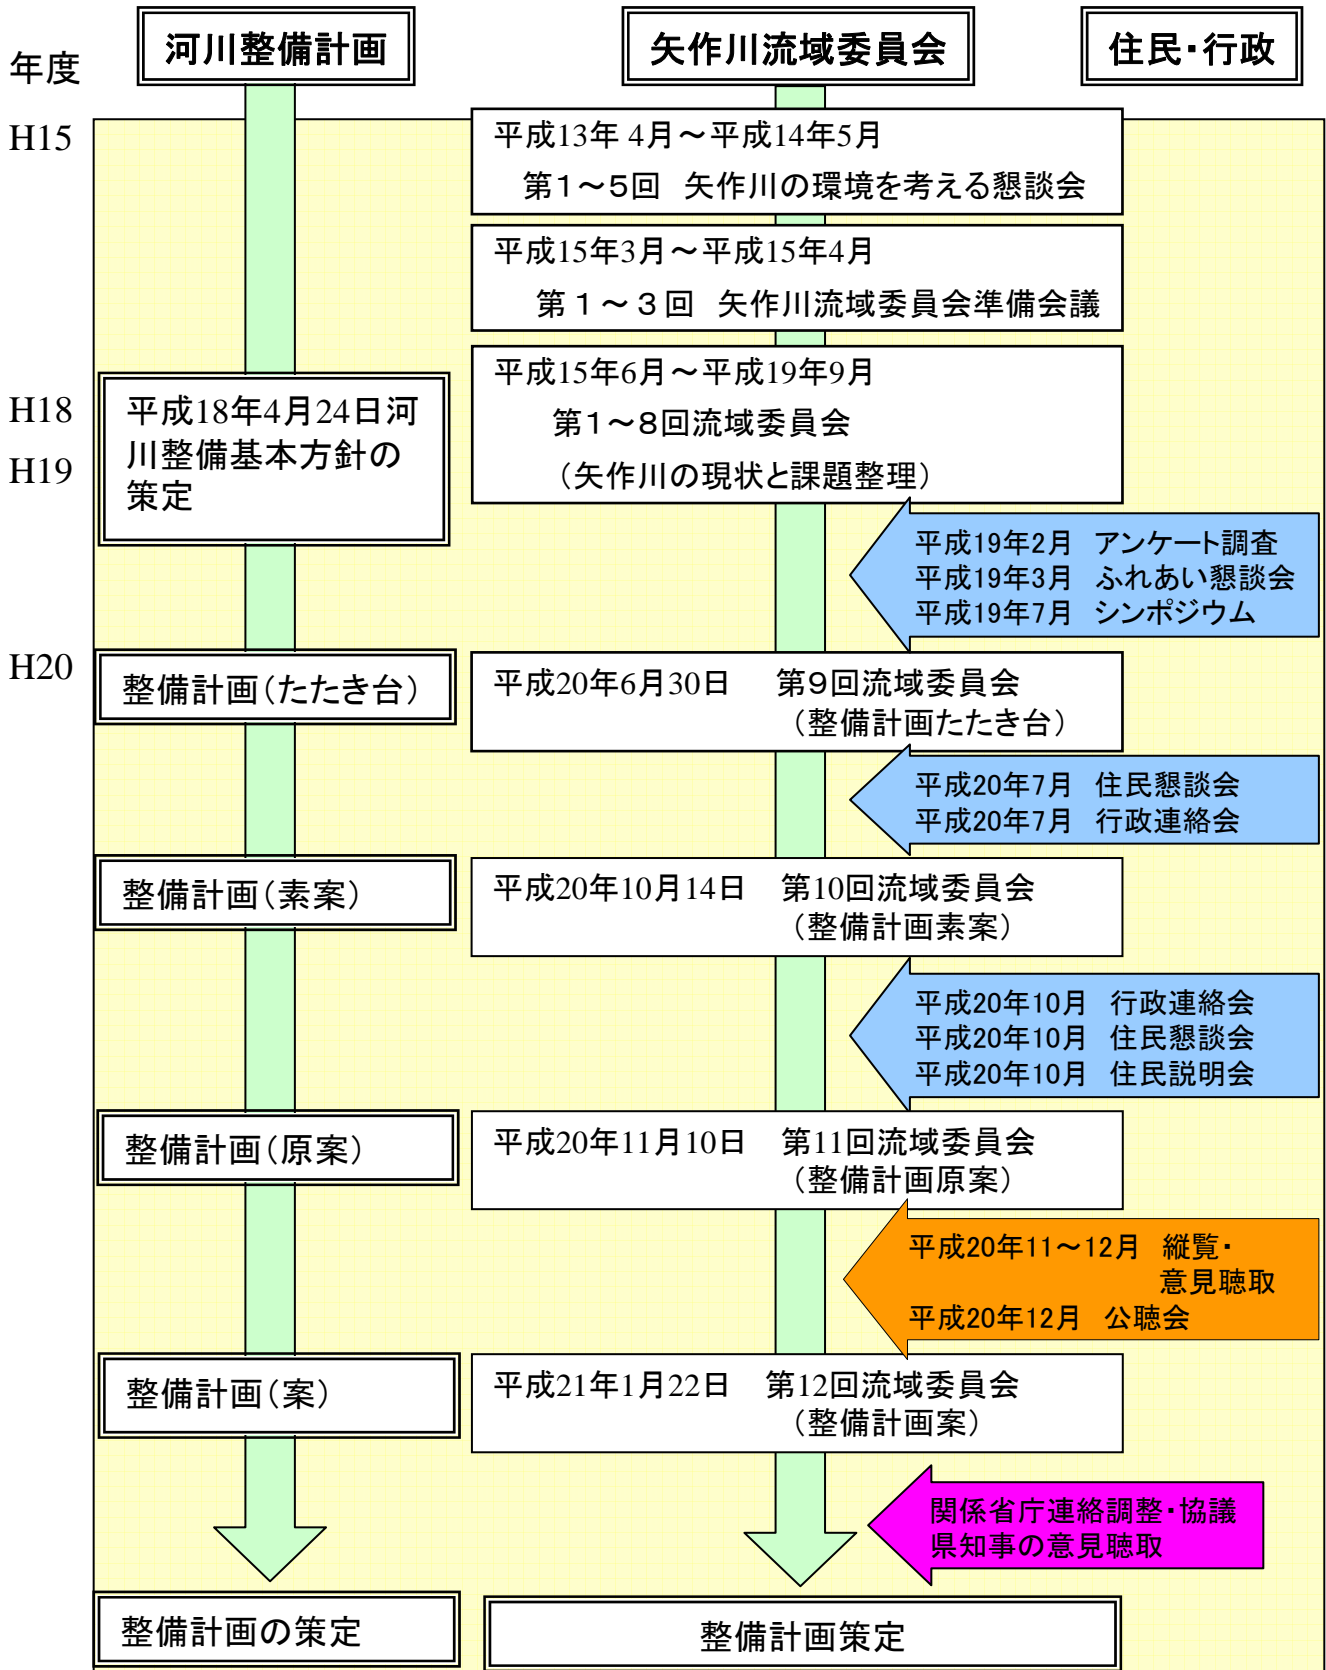 年度
河川整備計画
矢作川流域委員会
住民・行政
H15
平成13年 4月～平成14年5月
第1～5回 矢作川の環境を考える懇談会
平成15年3月～平成15年4月
第1～3回 矢作川流域委員会準備会議
H18
H19
平成18年4月24日河
川整備基本方針の
策定
平成15年6月～平成19年9月
第1～8回流域委員会
（矢作川の現状と課題整理）
平成19年2月 アンケート調査
平成19年3月 ふれあい懇談会
平成19年7月 シンポジウム
H20
整備計画（たたき台）
平成20年6月30日 第9回流域委員会
（整備計画たたき台）
平成20年7月 住民懇談会
平成20年7月 行政連絡会
整備計画（素案）
平成20年10月14日 第10回流域委員会
（整備計画素案）
平成20年10月 行政連絡会
平成20年10月 住民懇談会
平成20年10月 住民説明会
整備計画（原案）
平成20年11月10日 第11回流域委員会
（整備計画原案）
平成20年11～12月 縦覧・
意見聴取
平成20年12月 公聴会
整備計画（案）
平成21年1月22日 第12回流域委員会
（整備計画案）
関係省庁連絡調整・協議
県知事の意見聴取
整備計画の策定
整備計画策定